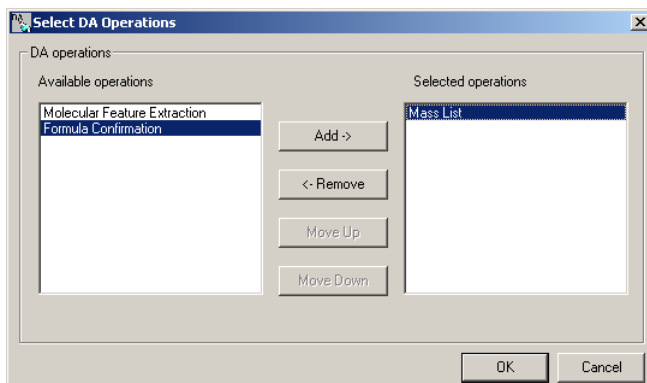 Select DA Operations
DA operations
Available operations
Selected operations
Molecular Feature Extraction
Formula Confirmation
Mass List
Add ->
<- Remove
Move Up
Move Down
OK
Cancel